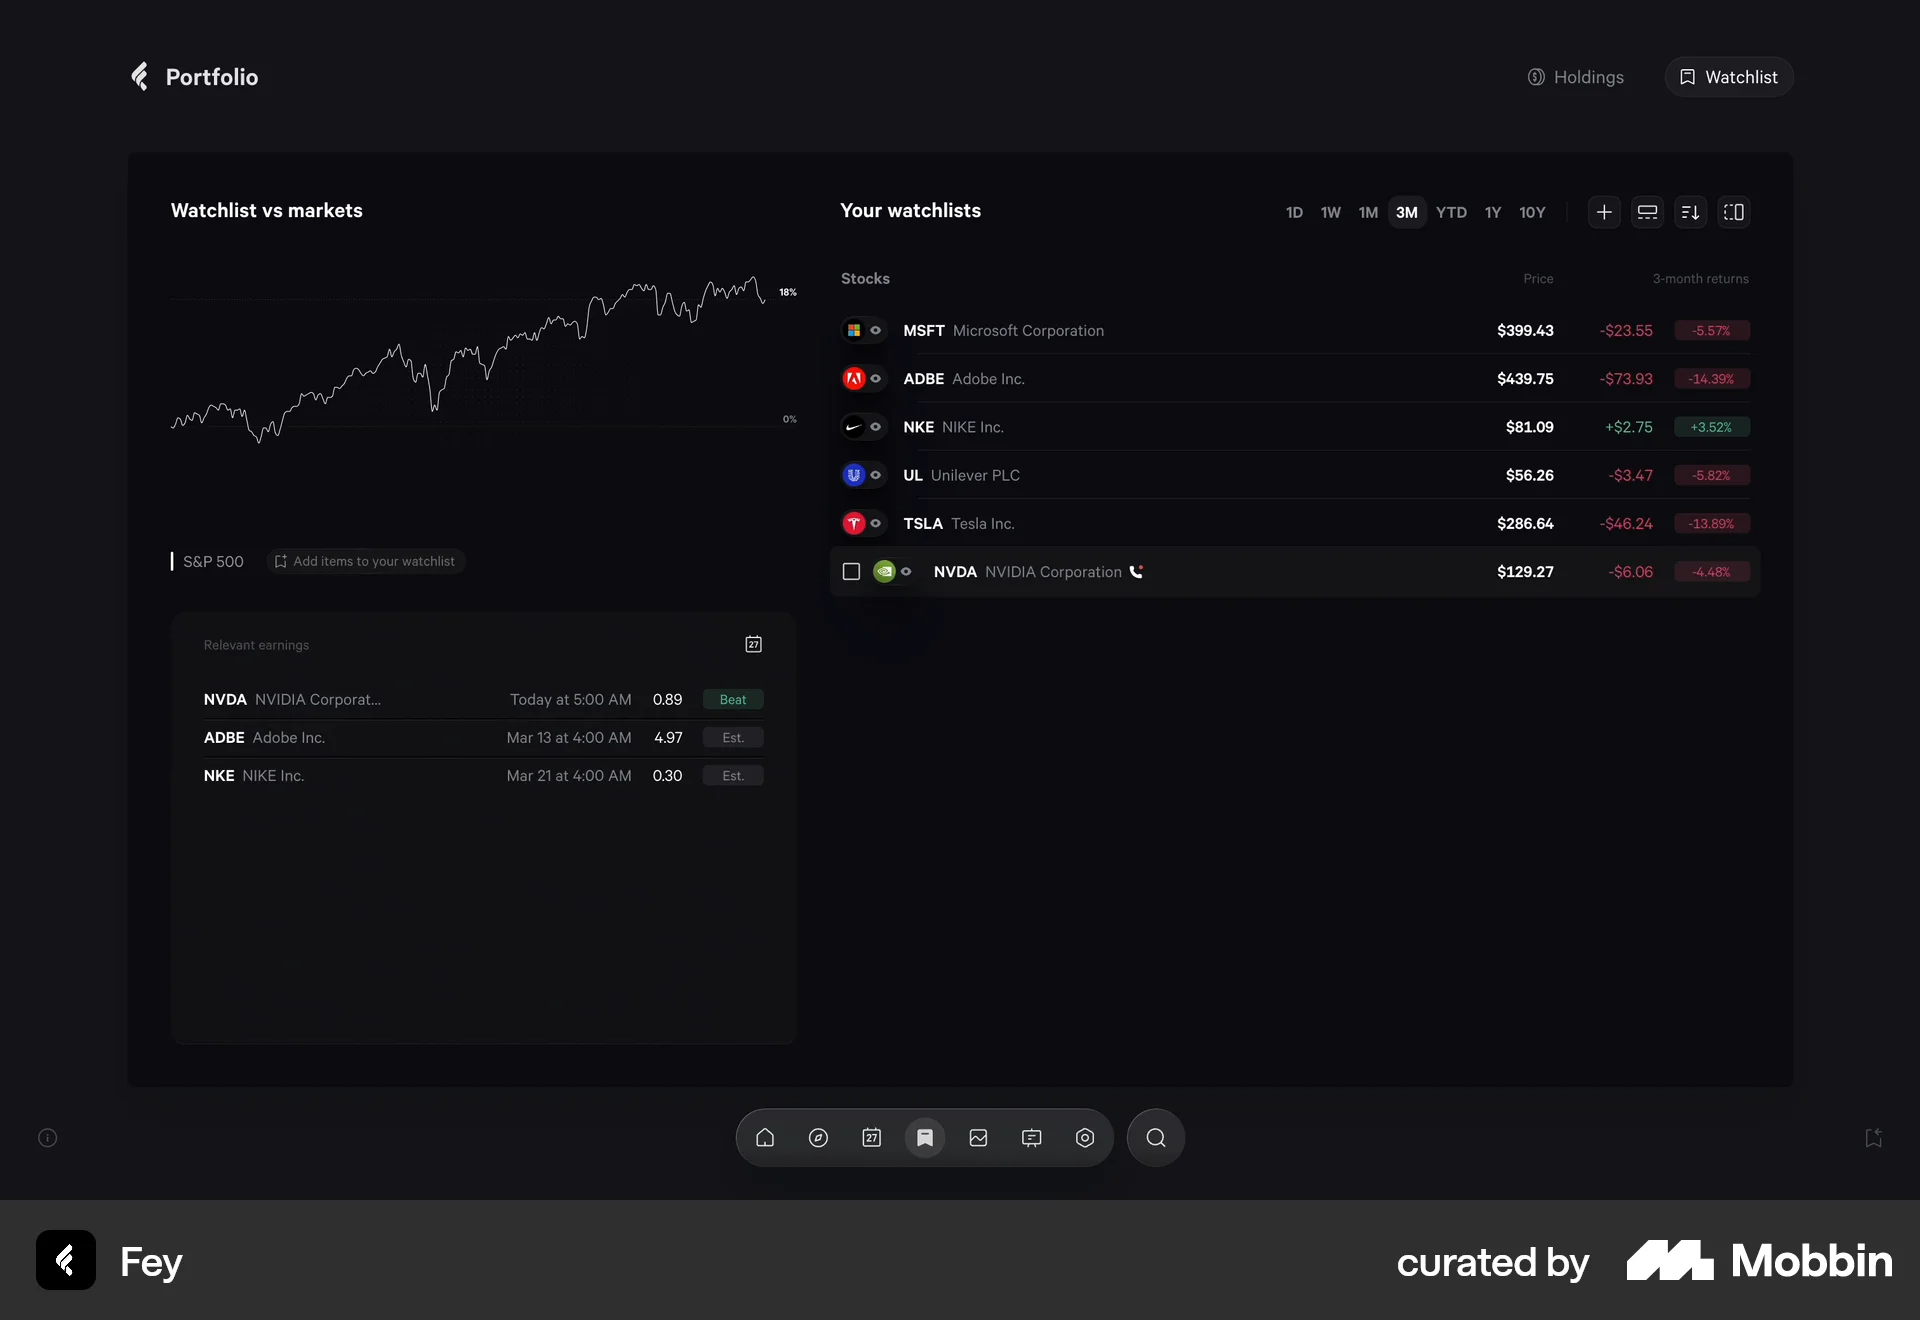 Portfolio
Holdings
Watchlist
Watchlist vs markets
18%
0%
S&P 500
Add items to your watchlist
Relevant earnings
27
NVDA NVIDIA Corporat... Today at 5:00 AM 0.89 Beat
ADBE Adobe Inc. Mar 13 at 4:00 AM 4.97 Est.
NKE NIKE Inc. Mar 21 at 4:00 AM 0.30 Est.
Your watchlists
1D 1W 1M 3M YTD 1Y 10Y
Stocks Price 3-month returns
MSFT Microsoft Corporation $399.43 -$23.55 -5.57%
ADBE Adobe Inc. $439.75 -$73.93 -14.39%
NKE NIKE Inc. $81.09 +$2.75 +3.52%
UL Unilever PLC $56.26 -$3.47 -5.82%
TSLA Tesla Inc. $286.64 -$46.24 -13.89%
NVDA NVIDIA Corporation $129.27 -$6.06 -4.48%
27
Fey
curated by Mobbin